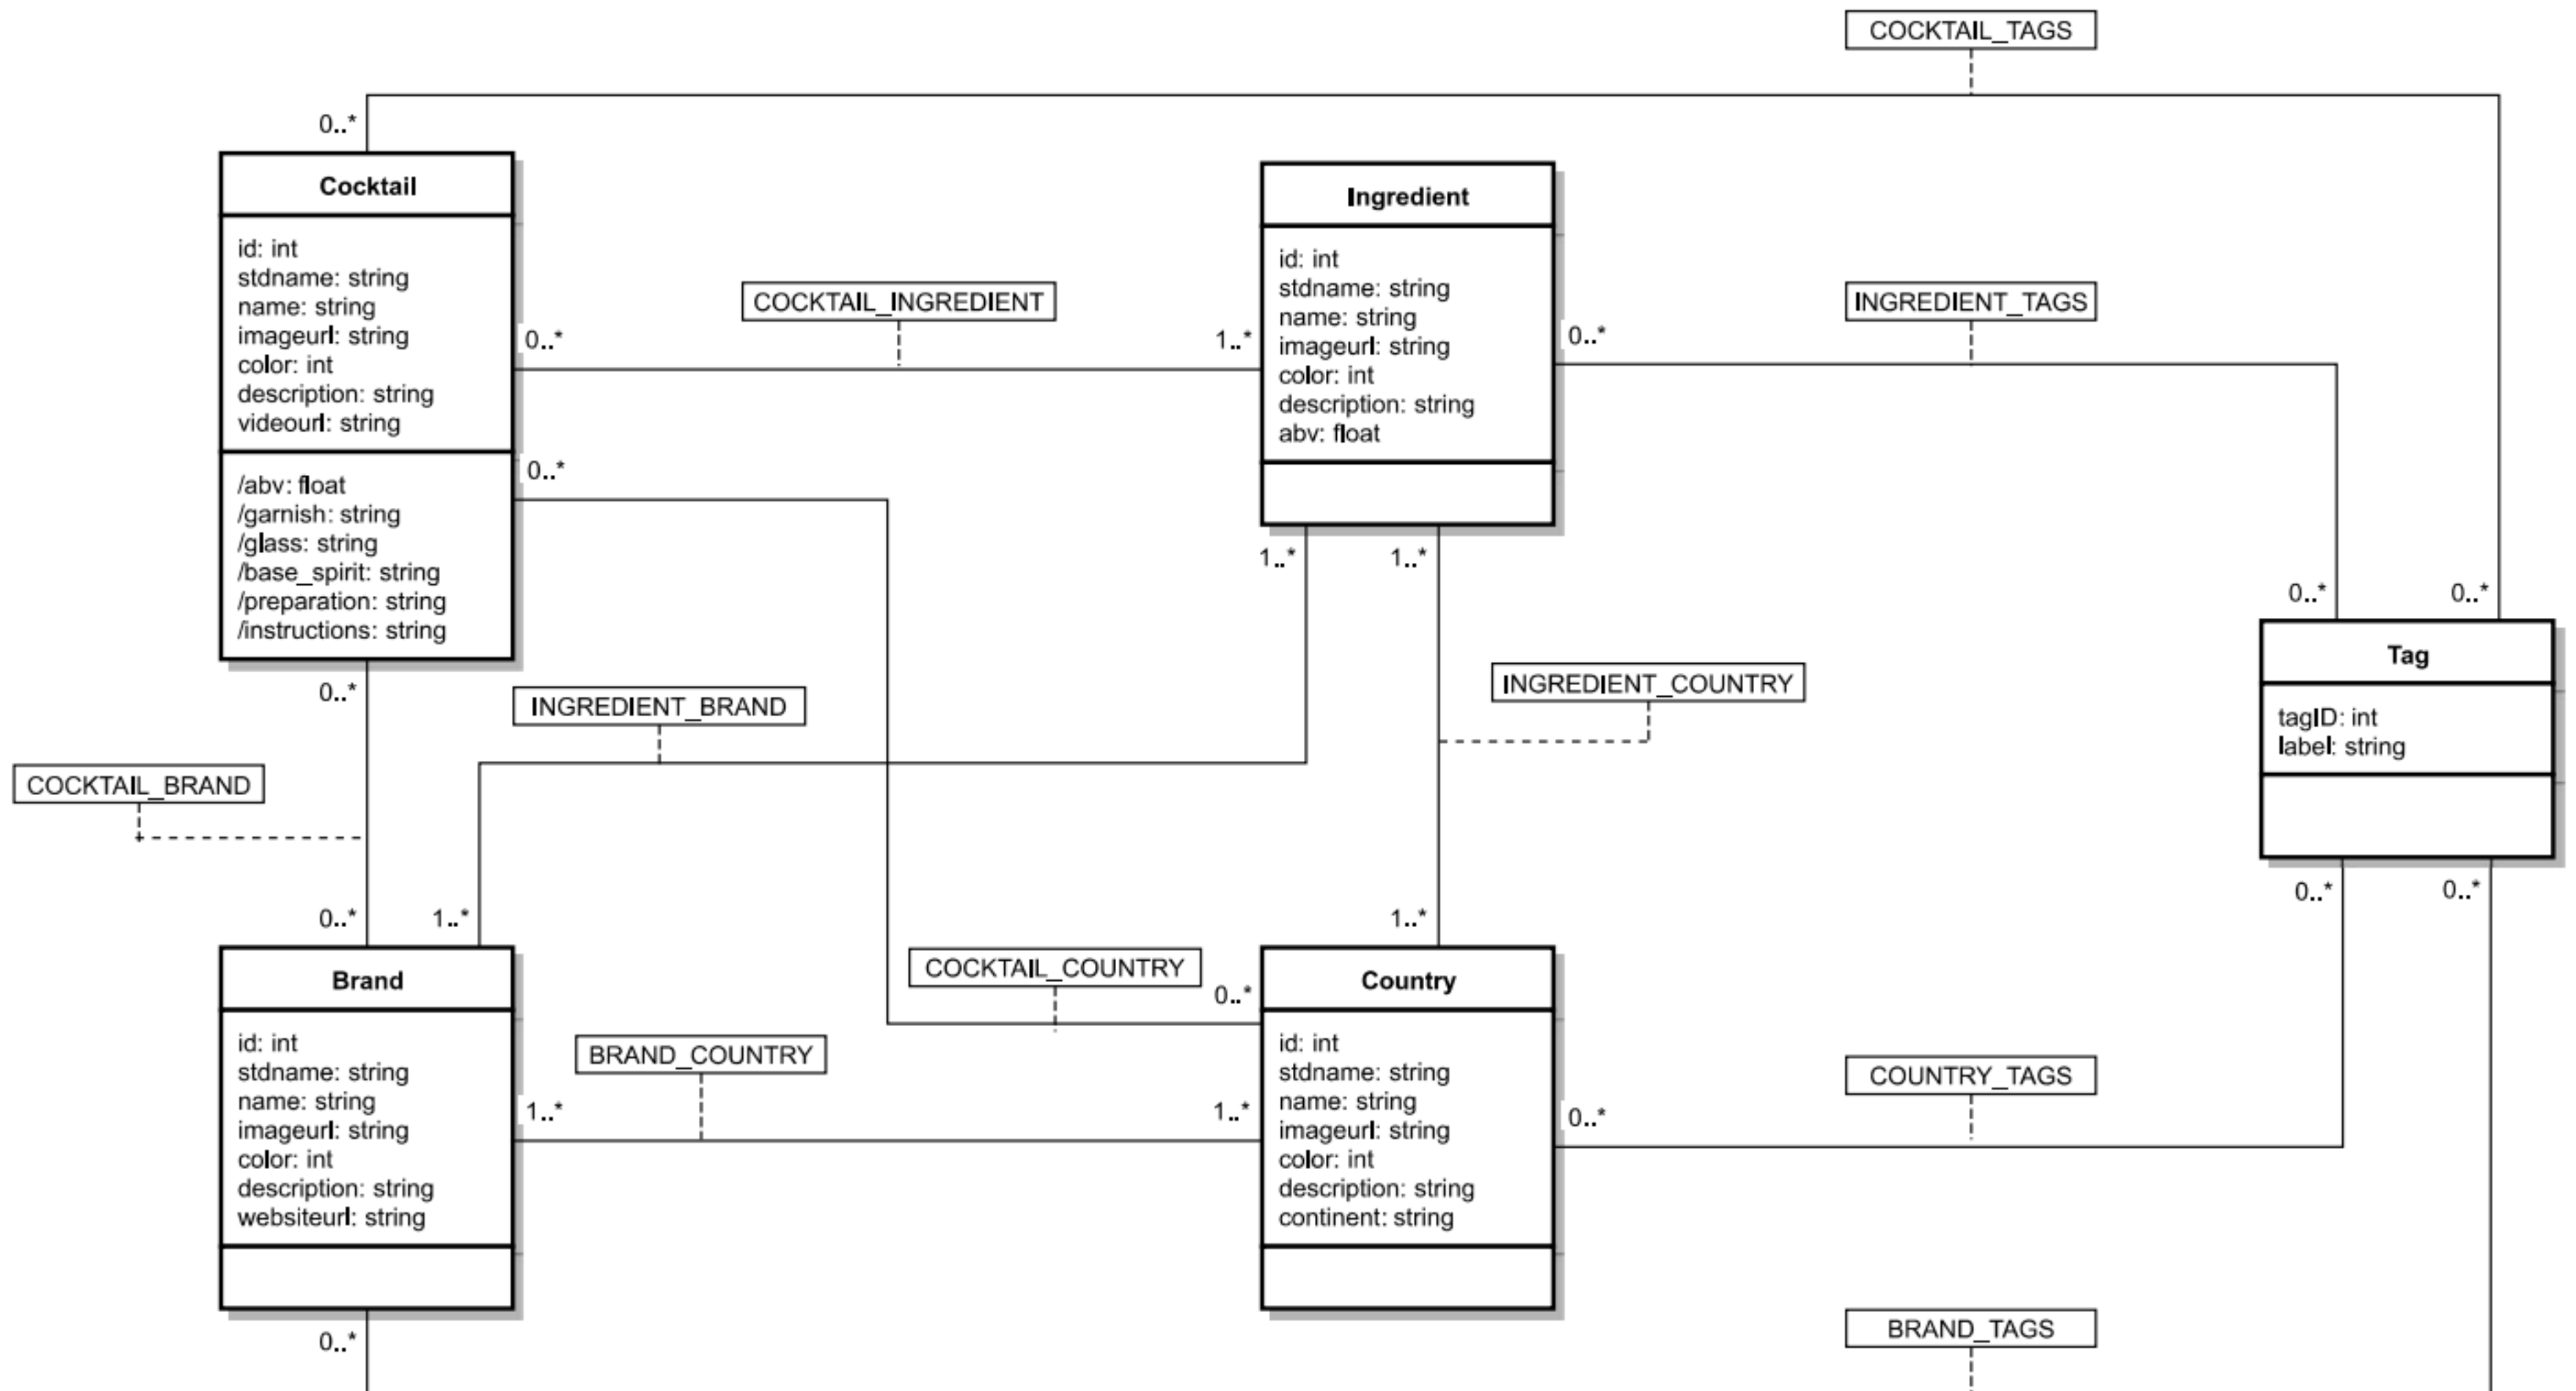 COCKTAIL_TAGS
0..*
Cocktail
id: int
stdname: string
name: string
imageurl: string
color: int
description: string
videourl: string
/abv: float
/garnish: string
/glass: string
/base_spirit: string
/preparation: string
/instructions: string
0..*
COCKTAIL_INGREDIENT
1..*
0..*
Ingredient
id: int
stdname: string
name: string
imageurl: string
color: int
description: string
abv: float
0..*
INGREDIENT_TAGS
1..*
1..*
0..*
0..*
Tag
tagID: int
label: string
0..*
0..*
0..*
INGREDIENT_BRAND
INGREDIENT_COUNTRY
COCKTAIL_BRAND
0..*
1..*
1..*
Brand
id: int
stdname: string
name: string
imageurl: string
color: int
description: string
websiteurl: string
COCKTAIL_COUNTRY
0..*
BRAND_COUNTRY
1..*
1..*
Country
id: int
stdname: string
name: string
imageurl: string
color: int
description: string
continent: string
0..*
COUNTRY_TAGS
0..*
BRAND_TAGS